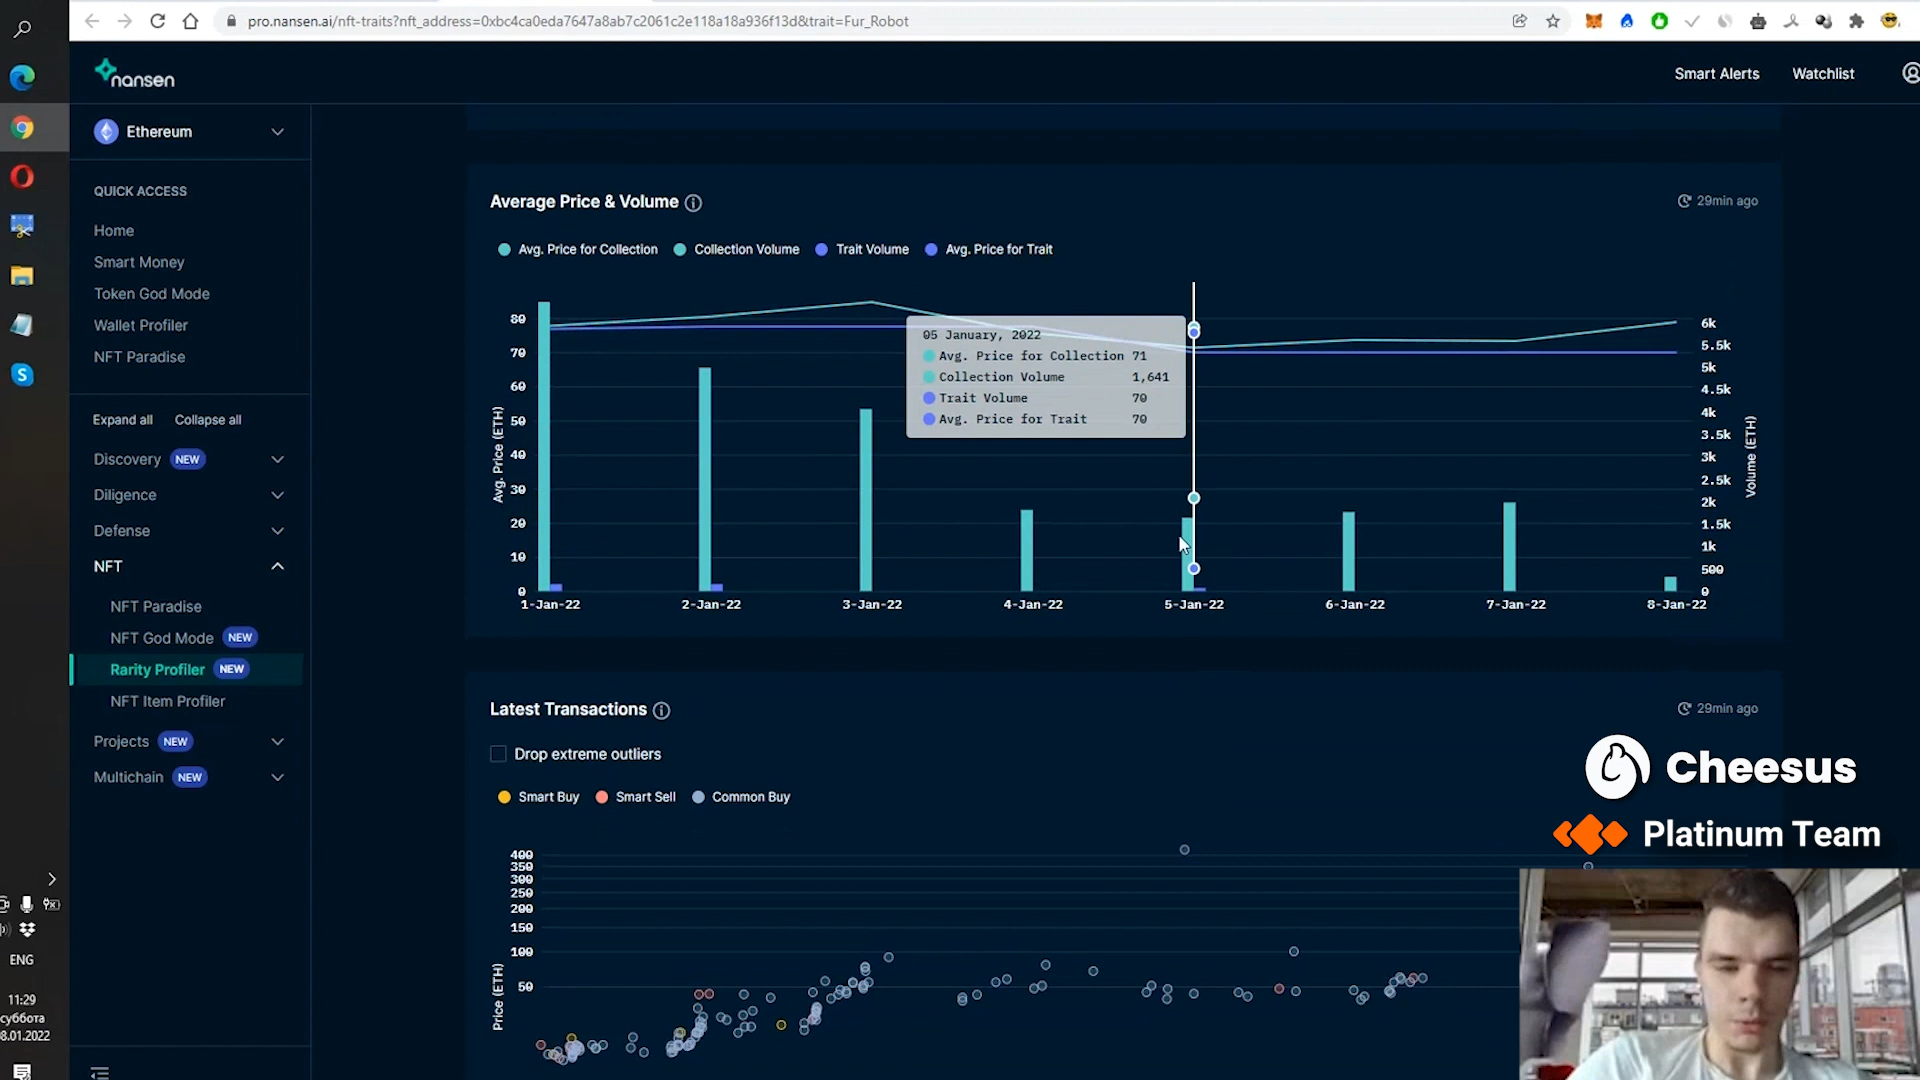 pro.nansen.ai/nft-traits?nft_address=0xbc4ca0eda7647a8ab7c2061c2e118a18a936f13d&trait=Fur_Robot
nansen
Smart Alerts
Watchlist
Ethereum
QUICK ACCESS
Home
Smart Money
Token God Mode
Wallet Profiler
NFT Paradise
Expand all
Collapse all
Discovery NEW
Diligence
Defense
NFT
NFT Paradise
NFT God Mode NEW
Rarity Profiler NEW
NFT Item Profiler
Projects NEW
Multichain NEW
ENG
11:29
суббота
8.01.2022
Average Price & Volume
29min ago
Avg. Price for Collection
Collection Volume
Trait Volume
Avg. Price for Trait
80
70
60
50
40
30
20
10
0
Avg. Price (ETH)
05 January, 2022
Avg. Price for Collection 71
Collection Volume 1,641
Trait Volume 70
Avg. Price for Trait 70
6k
5.5k
5k
4.5k
4k
3.5k
3k
2.5k
2k
1.5k
1k
500
0
Volume (ETH)
1-Jan-22
2-Jan-22
3-Jan-22
4-Jan-22
5-Jan-22
6-Jan-22
7-Jan-22
8-Jan-22
Latest Transactions
29min ago
Drop extreme outliers
Smart Buy
Smart Sell
Common Buy
400
350
300
250
200
150
100
50
Price (ETH)
Cheesus
Platinum Team